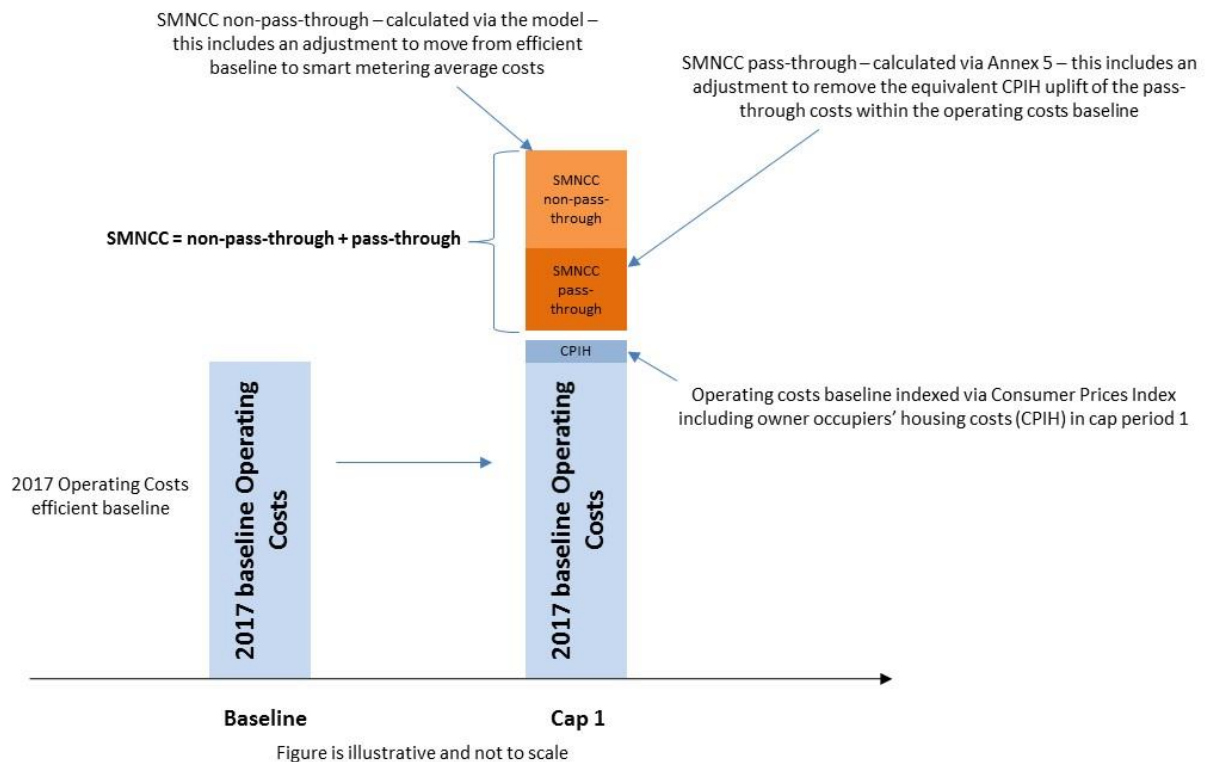 SMNCC non-pass-through – calculated via the model –
this includes an adjustment to move from efficient
baseline to smart metering average costs
SMNCC pass-through – calculated via Annex 5 – this includes an
adjustment to remove the equivalent CPIH uplift of the pass-
through costs within the operating costs baseline
SMNCC
non-pass-
through
SMNCC = non-pass-through + pass-through
SMNCC
pass-
through
CPIH
Operating costs baseline indexed via Consumer Prices Index
including owner occupiers’ housing costs (CPIH) in cap period 1
2017 Operating Costs
efficient baseline
2017 baseline Operating
Costs
2017 baseline Operating
Costs
Baseline
Cap 1
Figure is illustrative and not to scale